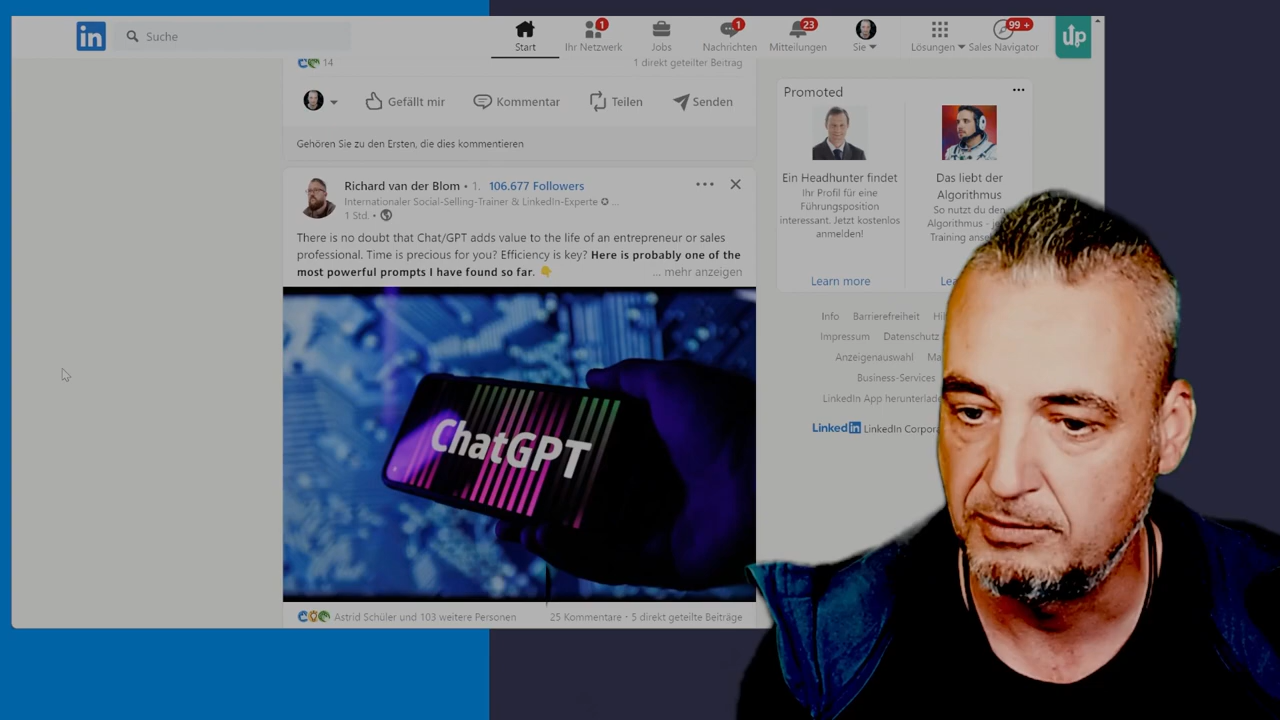 in
Suche
Start
1
Ihr Netzwerk
Jobs
1
Nachrichten
23
Mitteilungen
Sie
Lösungen
99 +
Sales Navigator
up
14
1 direkt geteilter Beitrag
Gefällt mir
Kommentar
Teilen
Senden
Gehören Sie zu den Ersten, die dies kommentieren
Richard van der Blom • 1. 106.677 Followers
Internationaler Social-Selling-Trainer & LinkedIn-Experte ✪ ...
1 Std. •
There is no doubt that Chat/GPT adds value to the life of an entrepreneur or sales
professional. Time is precious for you? Efficiency is key? Here is probably one of the
most powerful prompts I have found so far. 👇
... mehr anzeigen
ChatGPT
Astrid Schüler und 103 weitere Personen
25 Kommentare • 5 direkt geteilte Beiträge
Promoted
Ein Headhunter findet
Ihr Profil für eine
Führungsposition
interessant. Jetzt kostenlos
anmelden!
Learn more
Das liebt der
Algorithmus
So nutzt du den
Algorithmus -
Training
Info Barrierefreiheit
Impressum Datenschutz
Anzeigenauswahl
Business-Services
LinkedIn App
LinkedIn LinkedIn